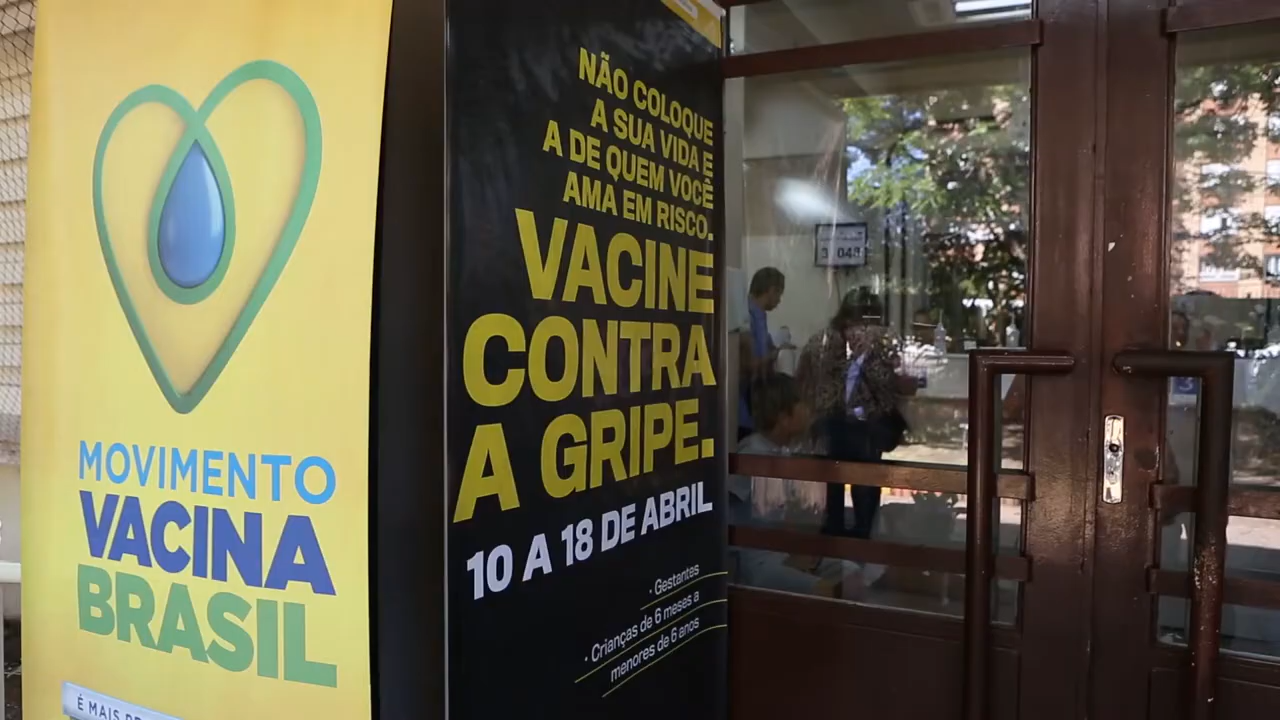 MOVIMENTO
VACINA
BRASIL
É MAIS
NÃO COLOQUE
A SUA VIDA E
A DE QUEM VOCÊ
AMA EM RISCO.
VACINE
CONTRA
A GRIPE.
10 A 18 DE ABRIL
• Gestantes
• Crianças de 6 meses a
menores de 6 anos